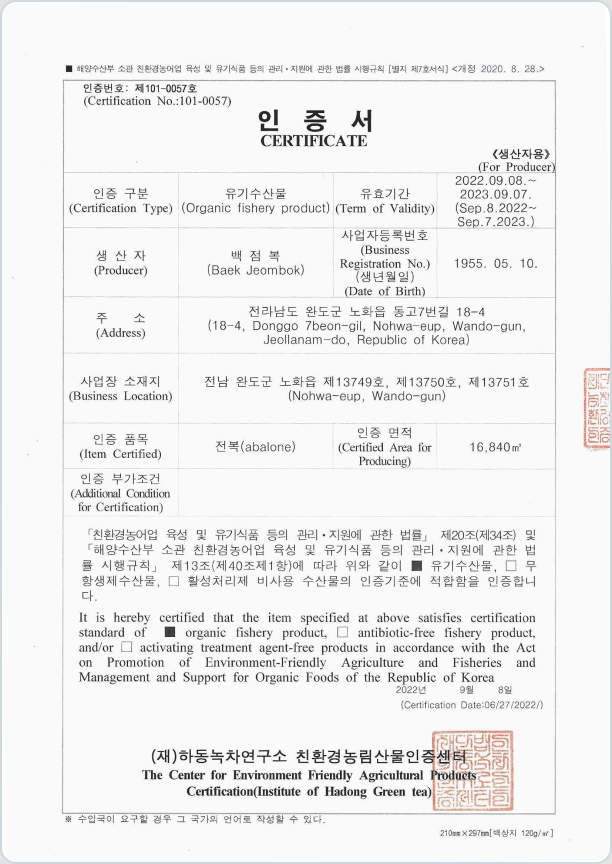 ■ 해양수산부 소관 친환경농어업 육성 및 유기식품 등의 관리ㆍ지원에 관한 법률 시행규칙 [별지 제7호서식] <개정 2020. 8. 28.>
인증번호: 제101-0057호
(Certification No.:101-0057)
인 증 서
CERTIFICATE
《생산자용》
(For Producer)
인증 구분
(Certification Type)
유기수산물
(Organic fishery product)
유효기간
(Term of Validity)
2022.09.08.~
2023.09.07.
(Sep.8.2022~
Sep.7.2023.)
생 산 자
(Producer)
백 점 복
(Baek Jeombok)
사업자등록번호
(Business
Registration No.)
(생년월일)
(Date of Birth)
1955. 05. 10.
주 소
(Address)
전라남도 완도군 노화읍 동고7번길 18-4
(18-4, Donggo 7beon-gil, Nohwa-eup, Wando-gun,
Jeollanam-do, Republic of Korea)
사업장 소재지
(Business Location)
전남 완도군 노화읍 제13749호, 제13750호, 제13751호
(Nohwa-eup, Wando-gun)
인증 품목
(Item Certified)
전복(abalone)
인증 면적
(Certified Area for
Producing)
16,840㎡
인증 부가조건
(Additional Condition
for Certification)
「친환경농어업 육성 및 유기식품 등의 관리ㆍ지원에 관한 법률」 제20조(제34조) 및
「해양수산부 소관 친환경농어업 육성 및 유기식품 등의 관리ㆍ지원에 관한 법
률 시행규칙」 제13조(제40조제1항)에 따라 위와 같이 ■ 유기수산물, □ 무
항생제수산물, □ 활성처리제 비사용 수산물의 인증기준에 적합함을 인증합니
다.
It is hereby certified that the item specified at above satisfies certification
standard of ■ organic fishery product, □ antibiotic-free fishery product,
and/or □ activating treatment agent-free products in accordance with the Act
on Promotion of Environment-Friendly Agriculture and Fisheries and
Management and Support for Organic Foods of the Republic of Korea
2022년 9월 8일
(Certification Date:06/27/2022/)
(재)하동녹차연구소 친환경농림산물인증센터
The Center for Environment Friendly Agricultural Products
Certification(Institute of Hadong Green tea)
※ 수입국이 요구할 경우 그 국가의 언어로 작성할 수 있다.
210㎜×297㎜[백상지 120g/㎡]